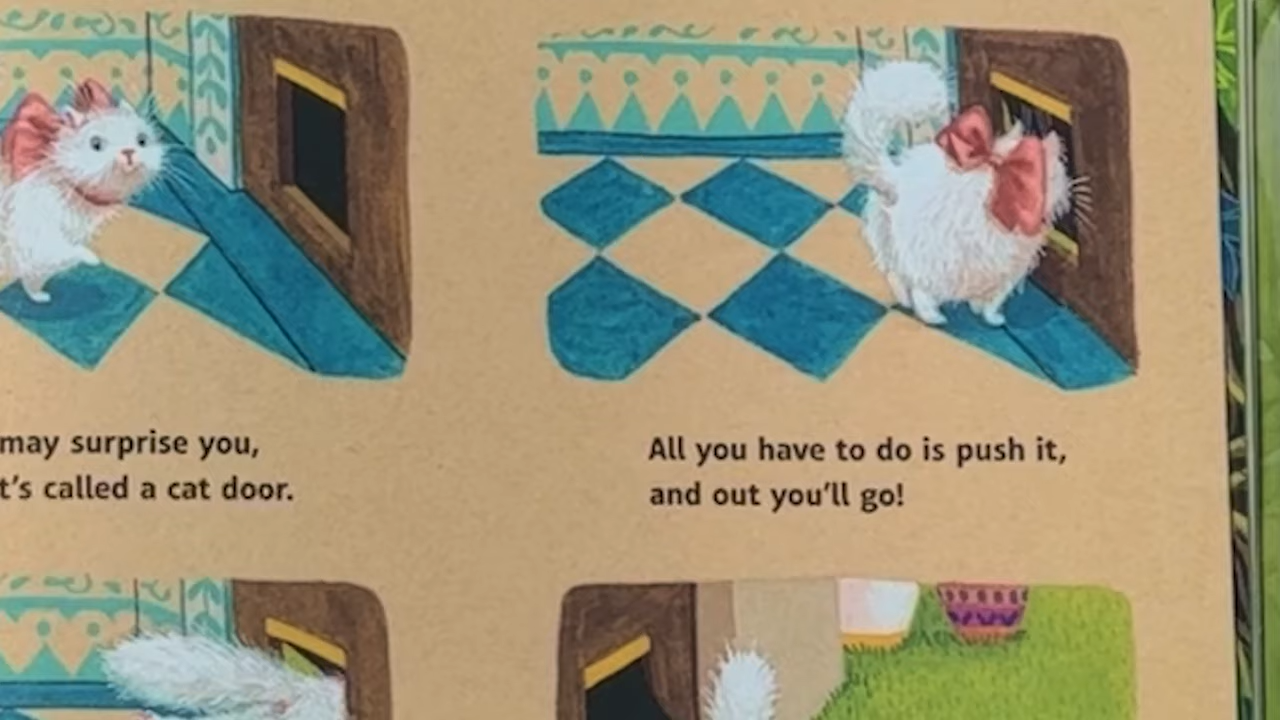 may surprise you,
t's called a cat door.
All you have to do is push it,
and out you'll go!